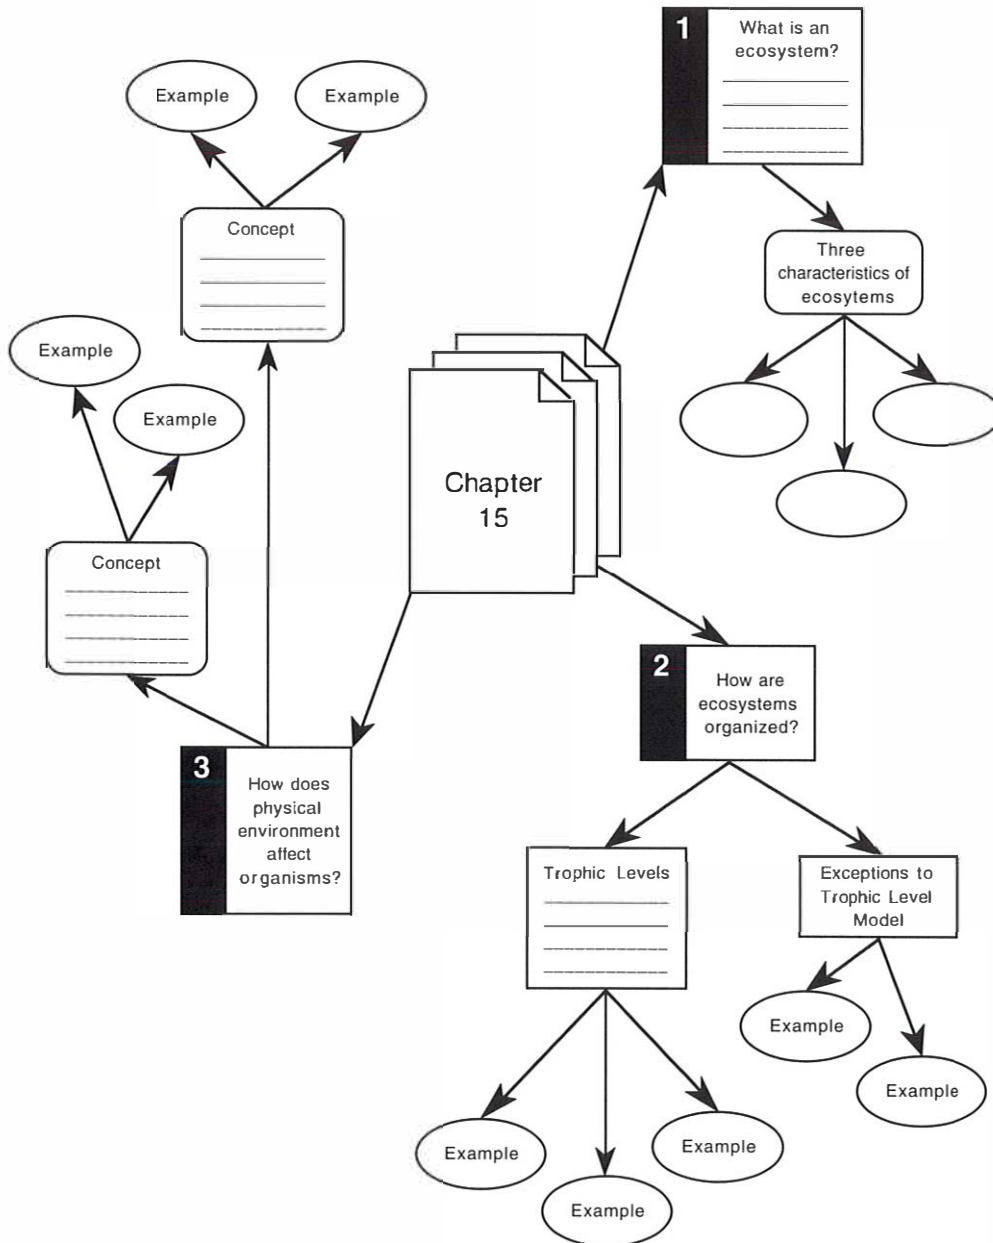 1
What is an
ecosystem?
Three
characteristics of
ecosytems
Example
Example
Concept
Example
Example
Concept
Chapter
15
2
How are
ecosystems
organized?
3
How does
physical
environment
affect
organisms?
Trophic Levels
Exceptions to
Trophic Level
Model
Example
Example
Example
Example
Example